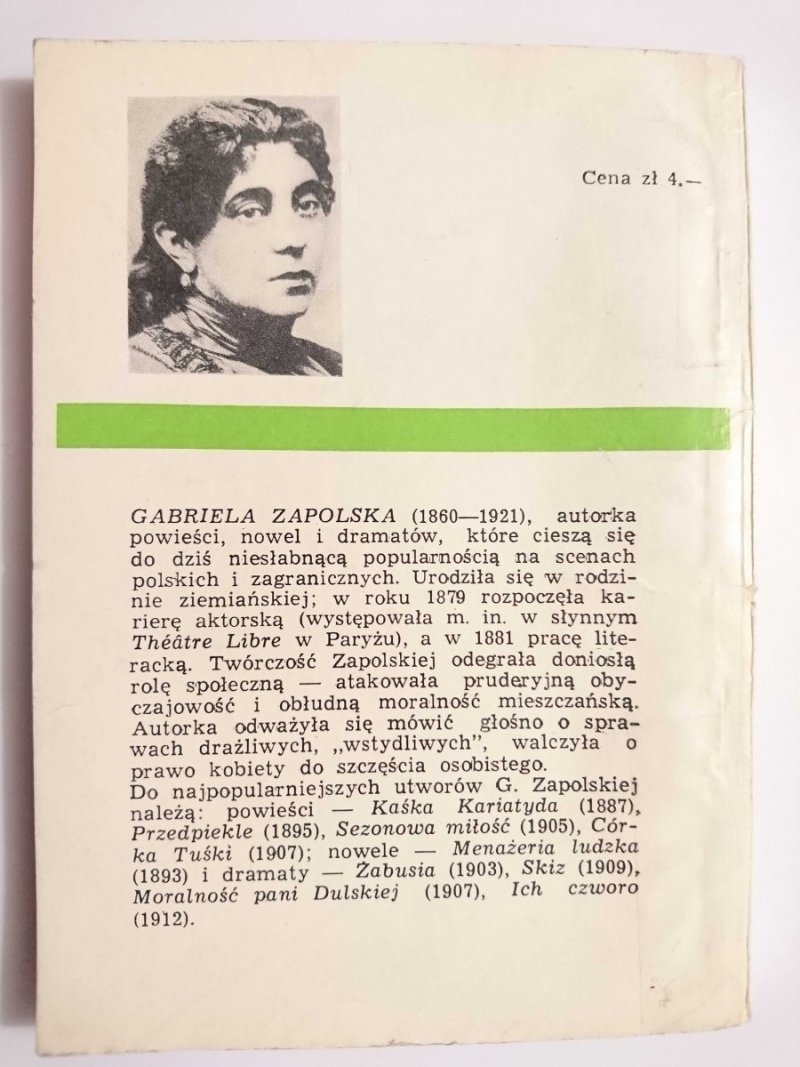 Cena zł 4.—
GABRIELA ZAPOLSKA (1860—1921), autorka
powieści, nowel i dramatów, które cieszą się
do dziś niesłabnącą popularnością na scenach
polskich i zagranicznych. Urodziła się w rodzi-
nie ziemiańskiej; w roku 1879 rozpoczęła ka-
rierę aktorską (występowała m. in. w słynnym
Théâtre Libre w Paryżu), a w 1881 pracę lite-
racką. Twórczość Zapolskiej odegrała doniosłą
rolę społeczną — atakowała pruderyjną oby-
czajowość i obłudną moralność mieszczańską.
Autorka odważyła się mówić głośno o spra-
wach drażliwych, „wstydliwych”, walczyła o
prawo kobiety do szczęścia osobistego.
Do najpopularniejszych utworów G. Zapolskiej
należą: powieści — Kaśka Kariatyda (1887),
Przedpiekle (1895), Sezonowa miłość (1905), Cór-
ka Tuśki (1907); nowele — Menażeria ludzka
(1893) i dramaty — Żabusia (1903), Skiz (1909),
Moralność pani Dulskiej (1907), Ich czworo
(1912).